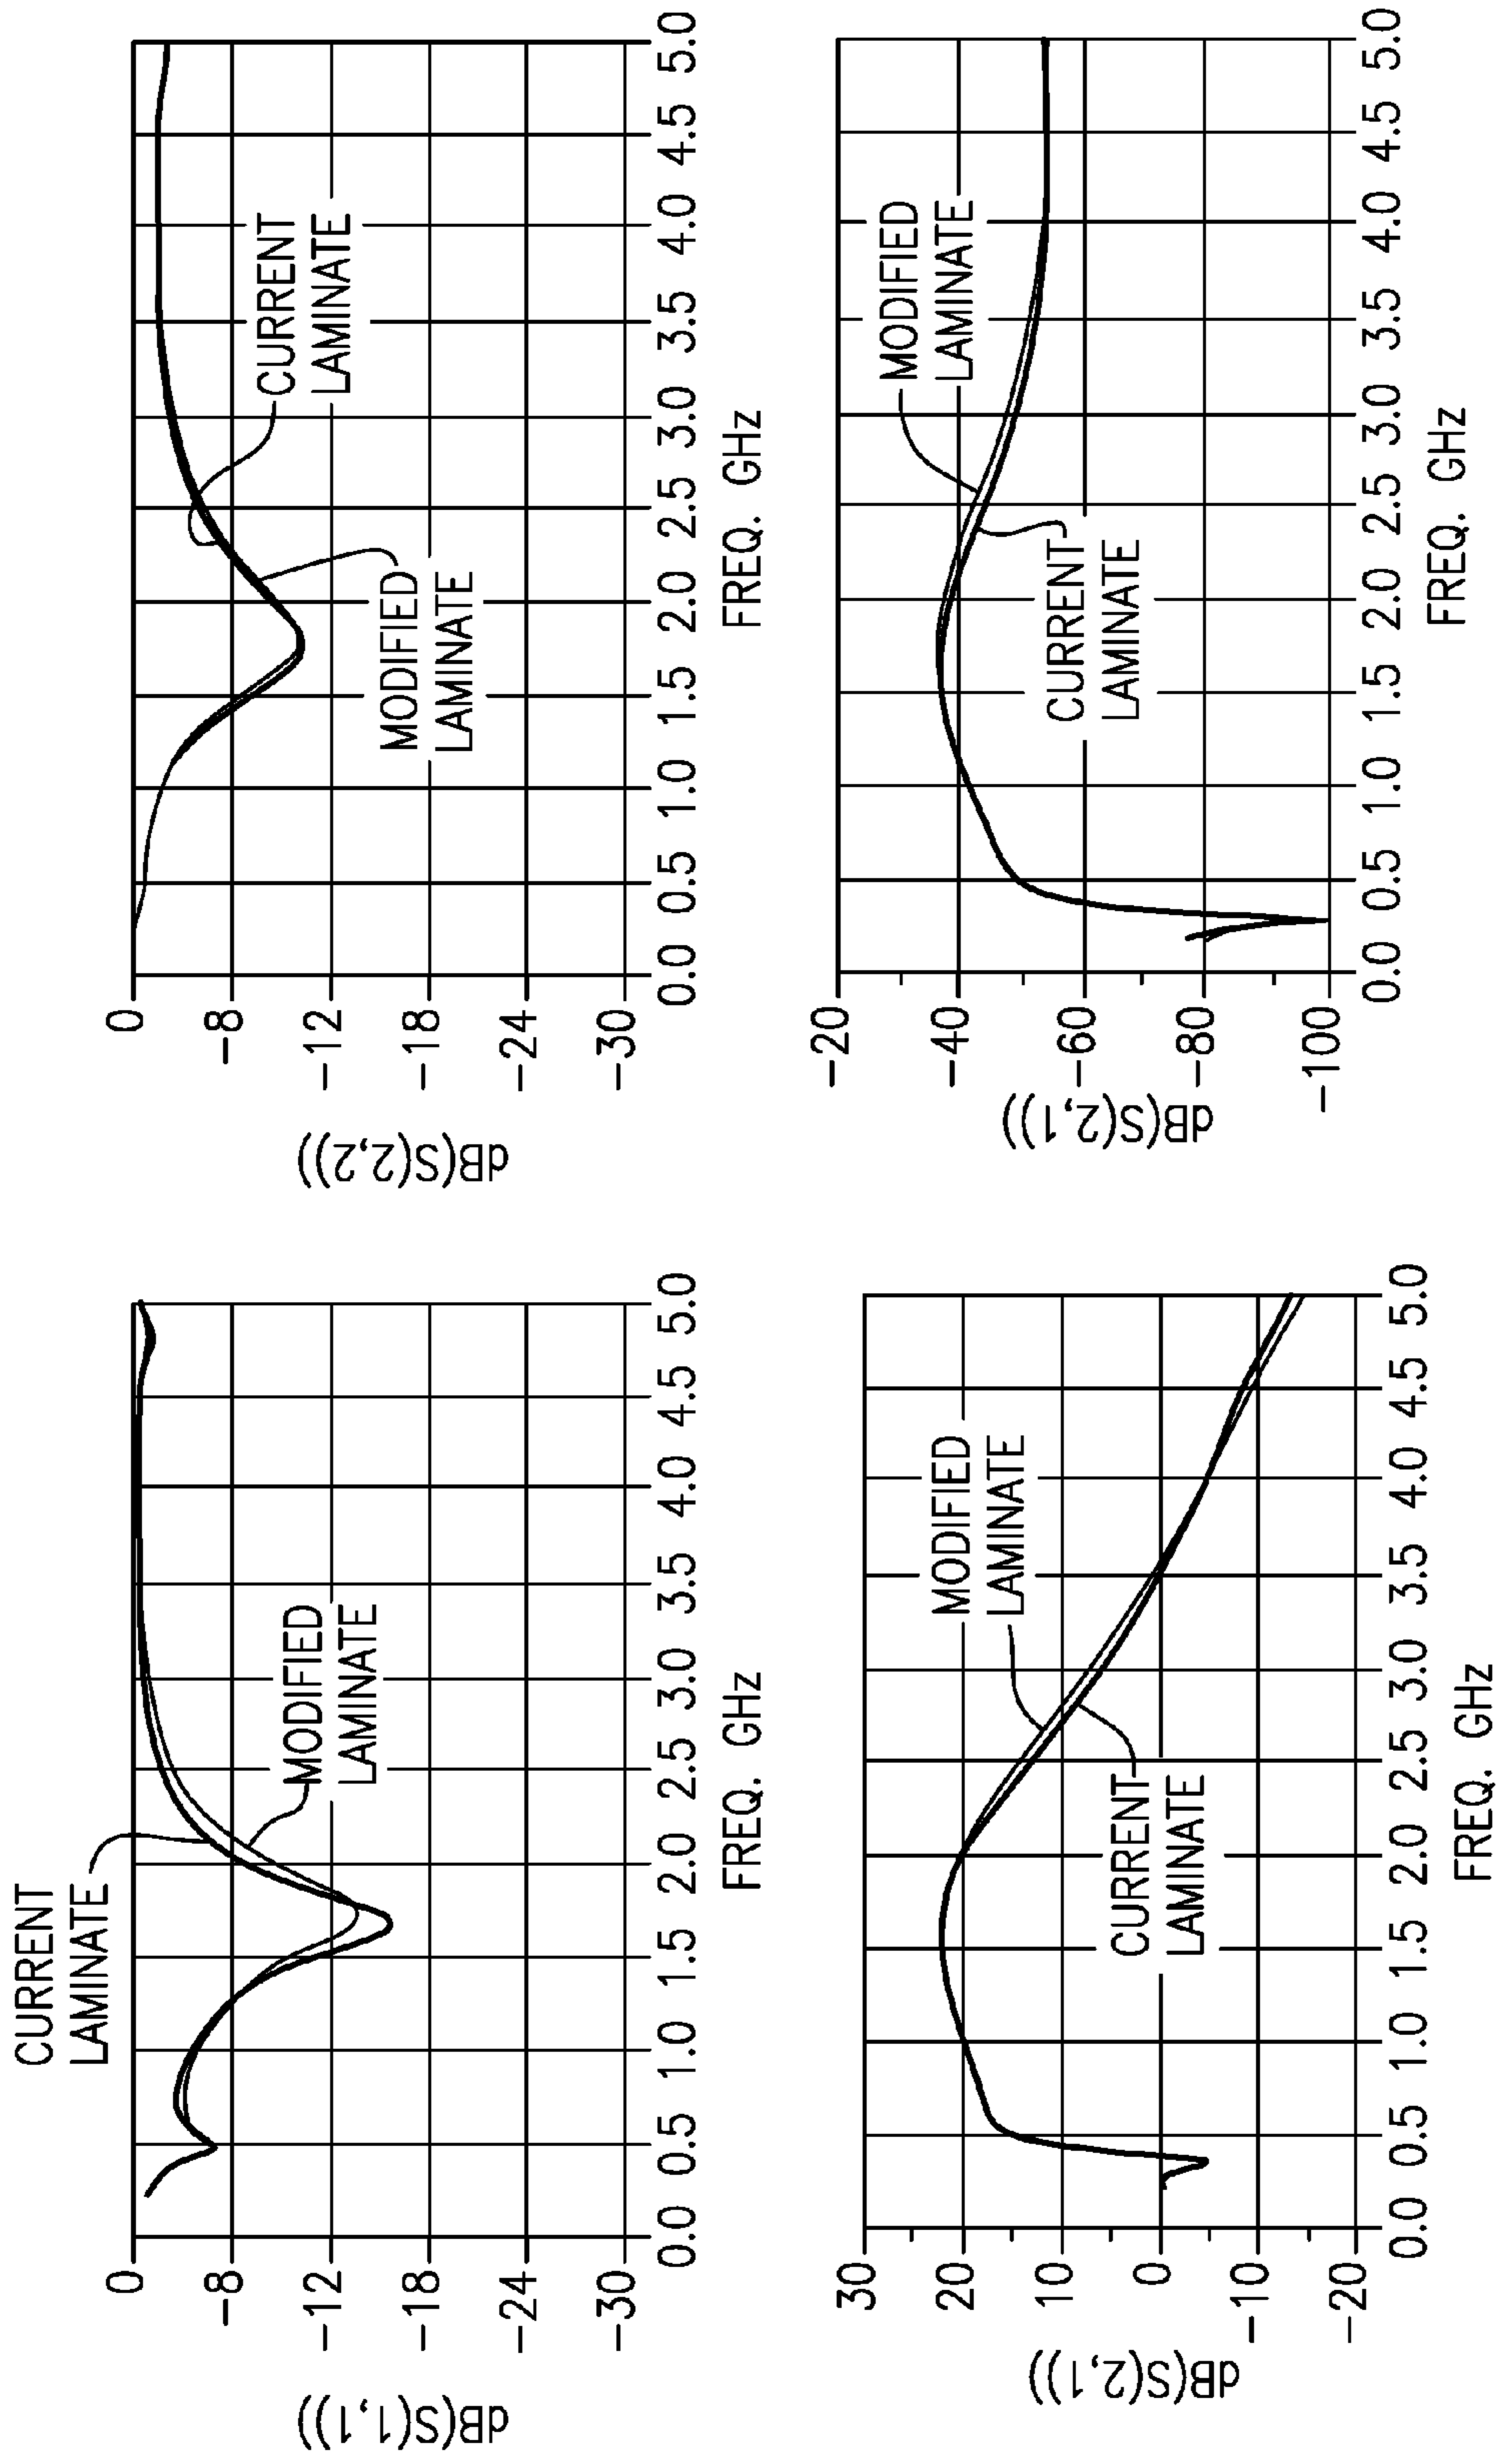 dB(S(1,1))
0
-8
-12
-18
-24
-30
CURRENT
LAMINATE
MODIFIED
LAMINATE
0.0 0.5 1.0 1.5 2.0 2.5 3.0 3.5 4.0 4.5 5.0
FREQ. GHz
dB(S(2,2))
0
-8
-12
-18
-24
-30
CURRENT
LAMINATE
MODIFIED
LAMINATE
0.0 0.5 1.0 1.5 2.0 2.5 3.0 3.5 4.0 4.5 5.0
FREQ. GHz
dB(S(2,1))
30
20
10
0
-10
-20
MODIFIED
LAMINATE
CURRENT
LAMINATE
0.0 0.5 1.0 1.5 2.0 2.5 3.0 3.5 4.0 4.5 5.0
FREQ. GHz
dB(S(2,1))
-20
-40
-60
-80
-100
MODIFIED
LAMINATE
CURRENT
LAMINATE
0.0 0.5 1.0 1.5 2.0 2.5 3.0 3.5 4.0 4.5 5.0
FREQ. GHz